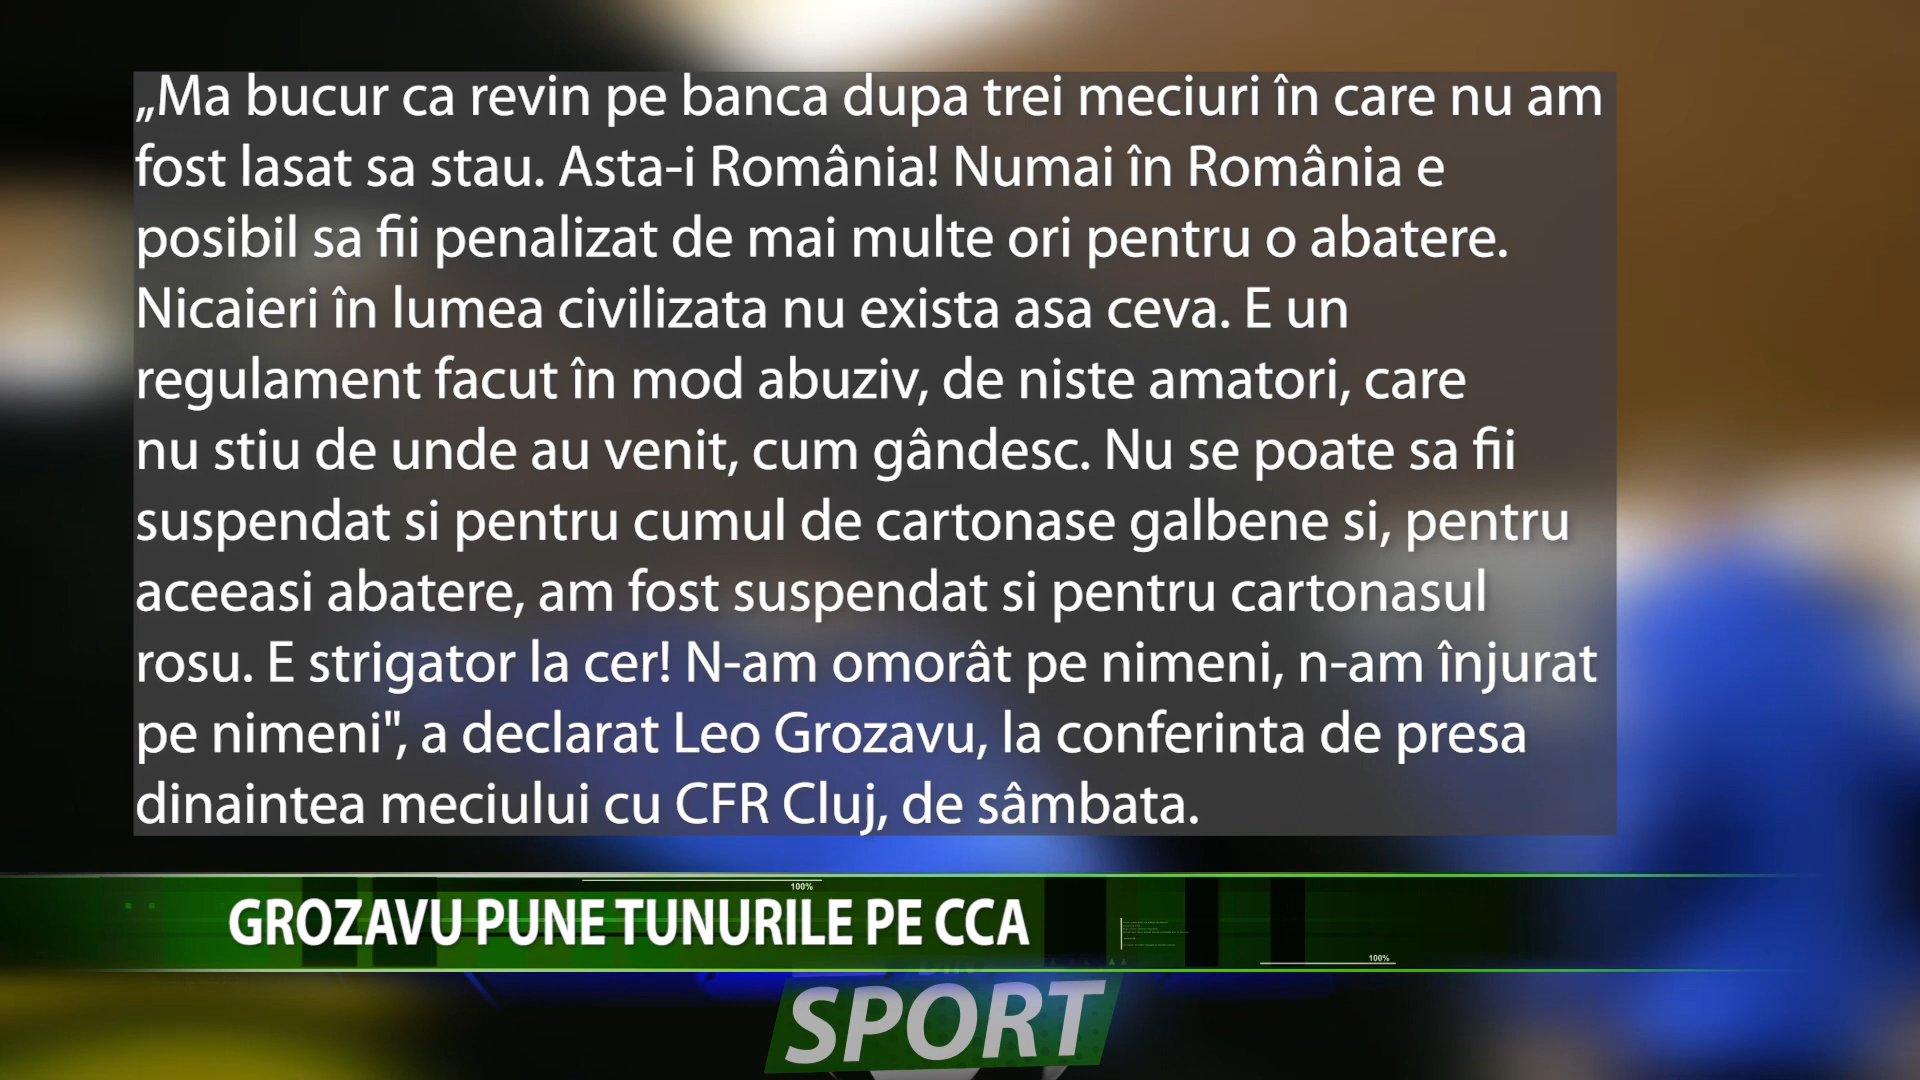 „Ma bucur ca revin pe banca dupa trei meciuri în care nu am
fost lasat sa stau. Asta-i România! Numai în România e
posibil sa fii penalizat de mai multe ori pentru o abatere.
Nicaieri în lumea civilizata nu exista asa ceva. E un
regulament facut în mod abuziv, de niste amatori, care
nu stiu de unde au venit, cum gândesc. Nu se poate sa fii
suspendat si pentru cumul de cartonase galbene si, pentru
aceeasi abatere, am fost suspendat si pentru cartonasul
rosu. E strigator la cer! N-am omorât pe nimeni, n-am înjurat
pe nimeni", a declarat Leo Grozavu, la conferinta de presa
dinaintea meciului cu CFR Cluj, de sâmbata.
100%
GROZAVU PUNE TUNURILE PE CCA
100%
SPORT